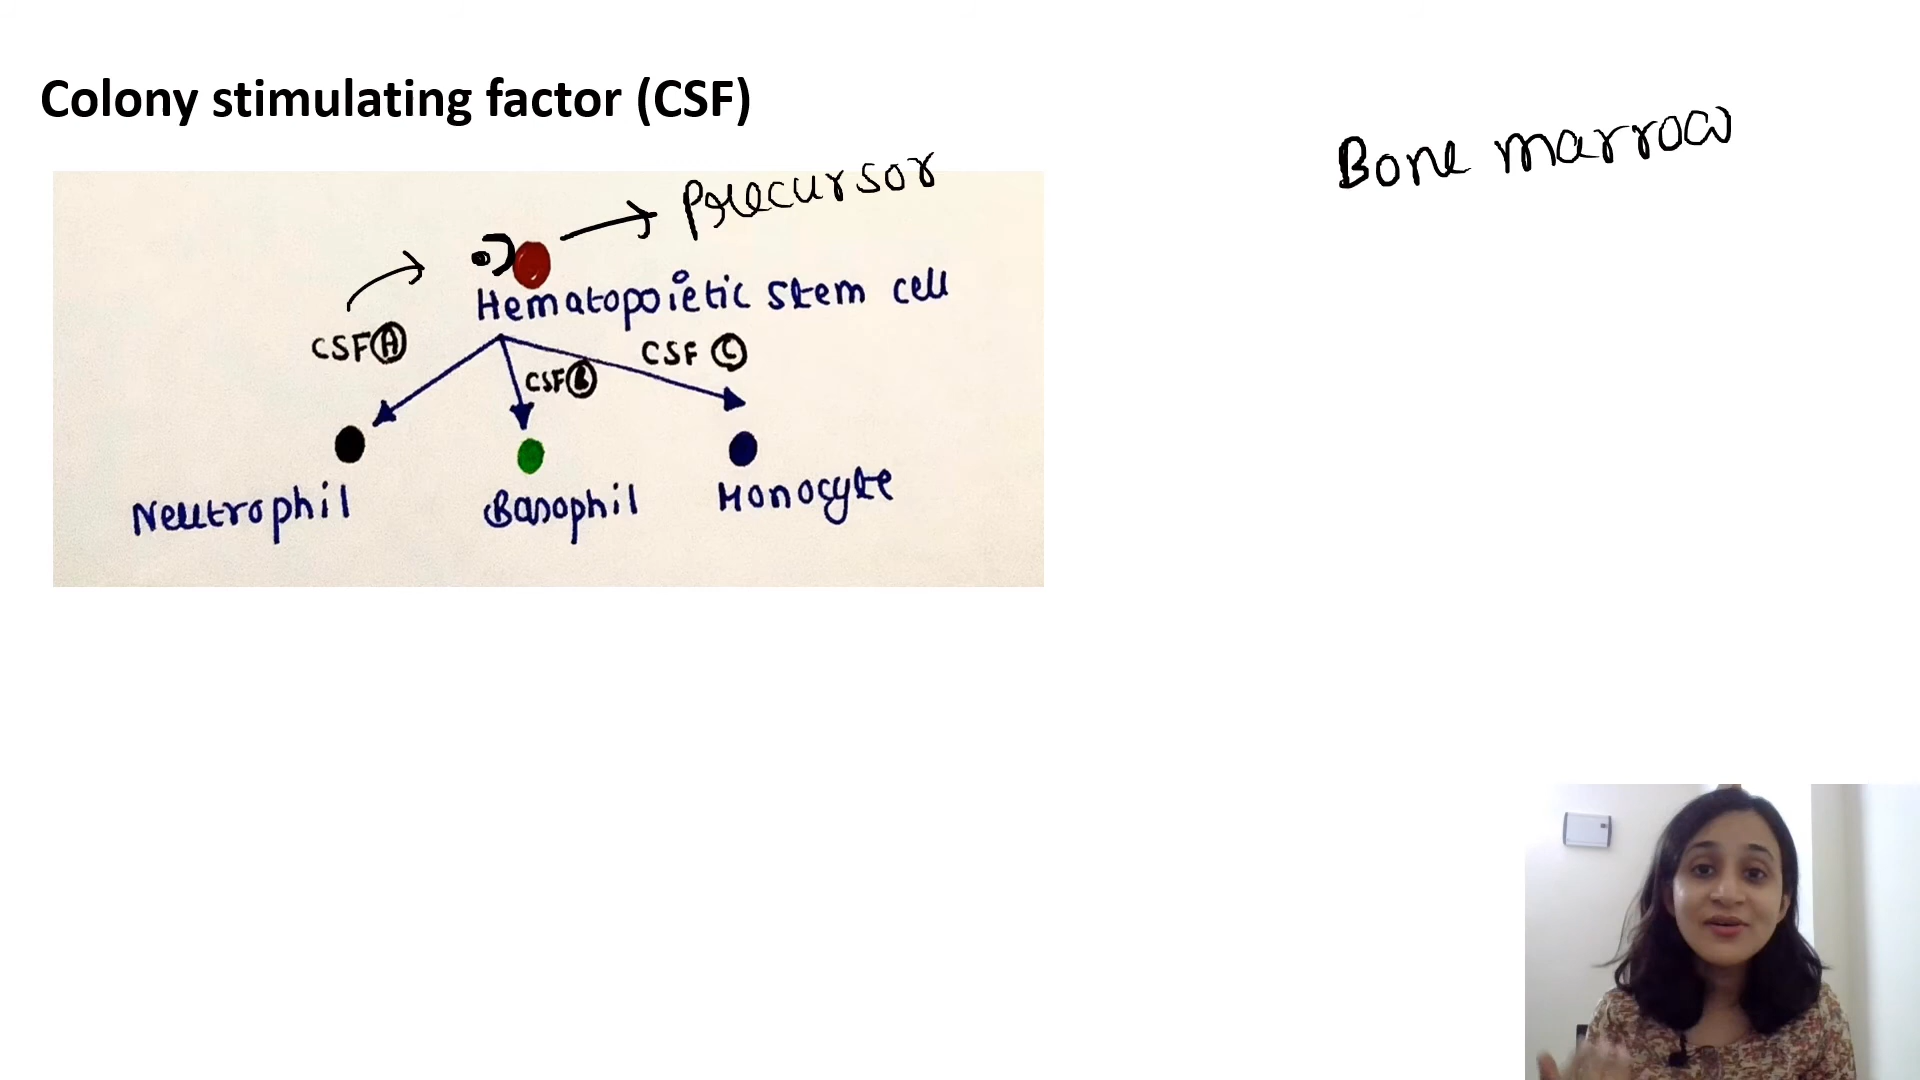 Colony stimulating factor (CSF)
Bone marrow
Precursor
Hematopoietic stem cell
CSF A
CSF B
CSF C
Neutrophil
Basophil
Monocyte